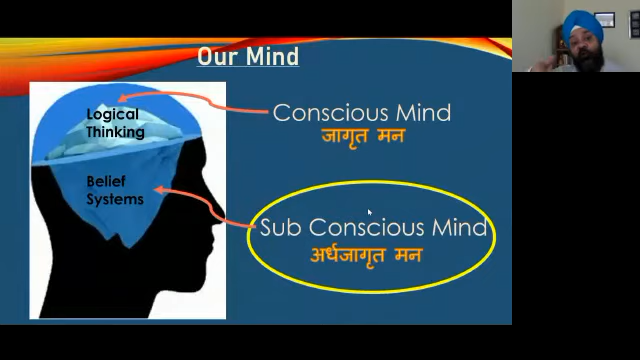 Our Mind
Logical
Thinking
Conscious Mind
जागृत मन
Belief
Systems
Sub Conscious Mind
अर्धजागृत मन